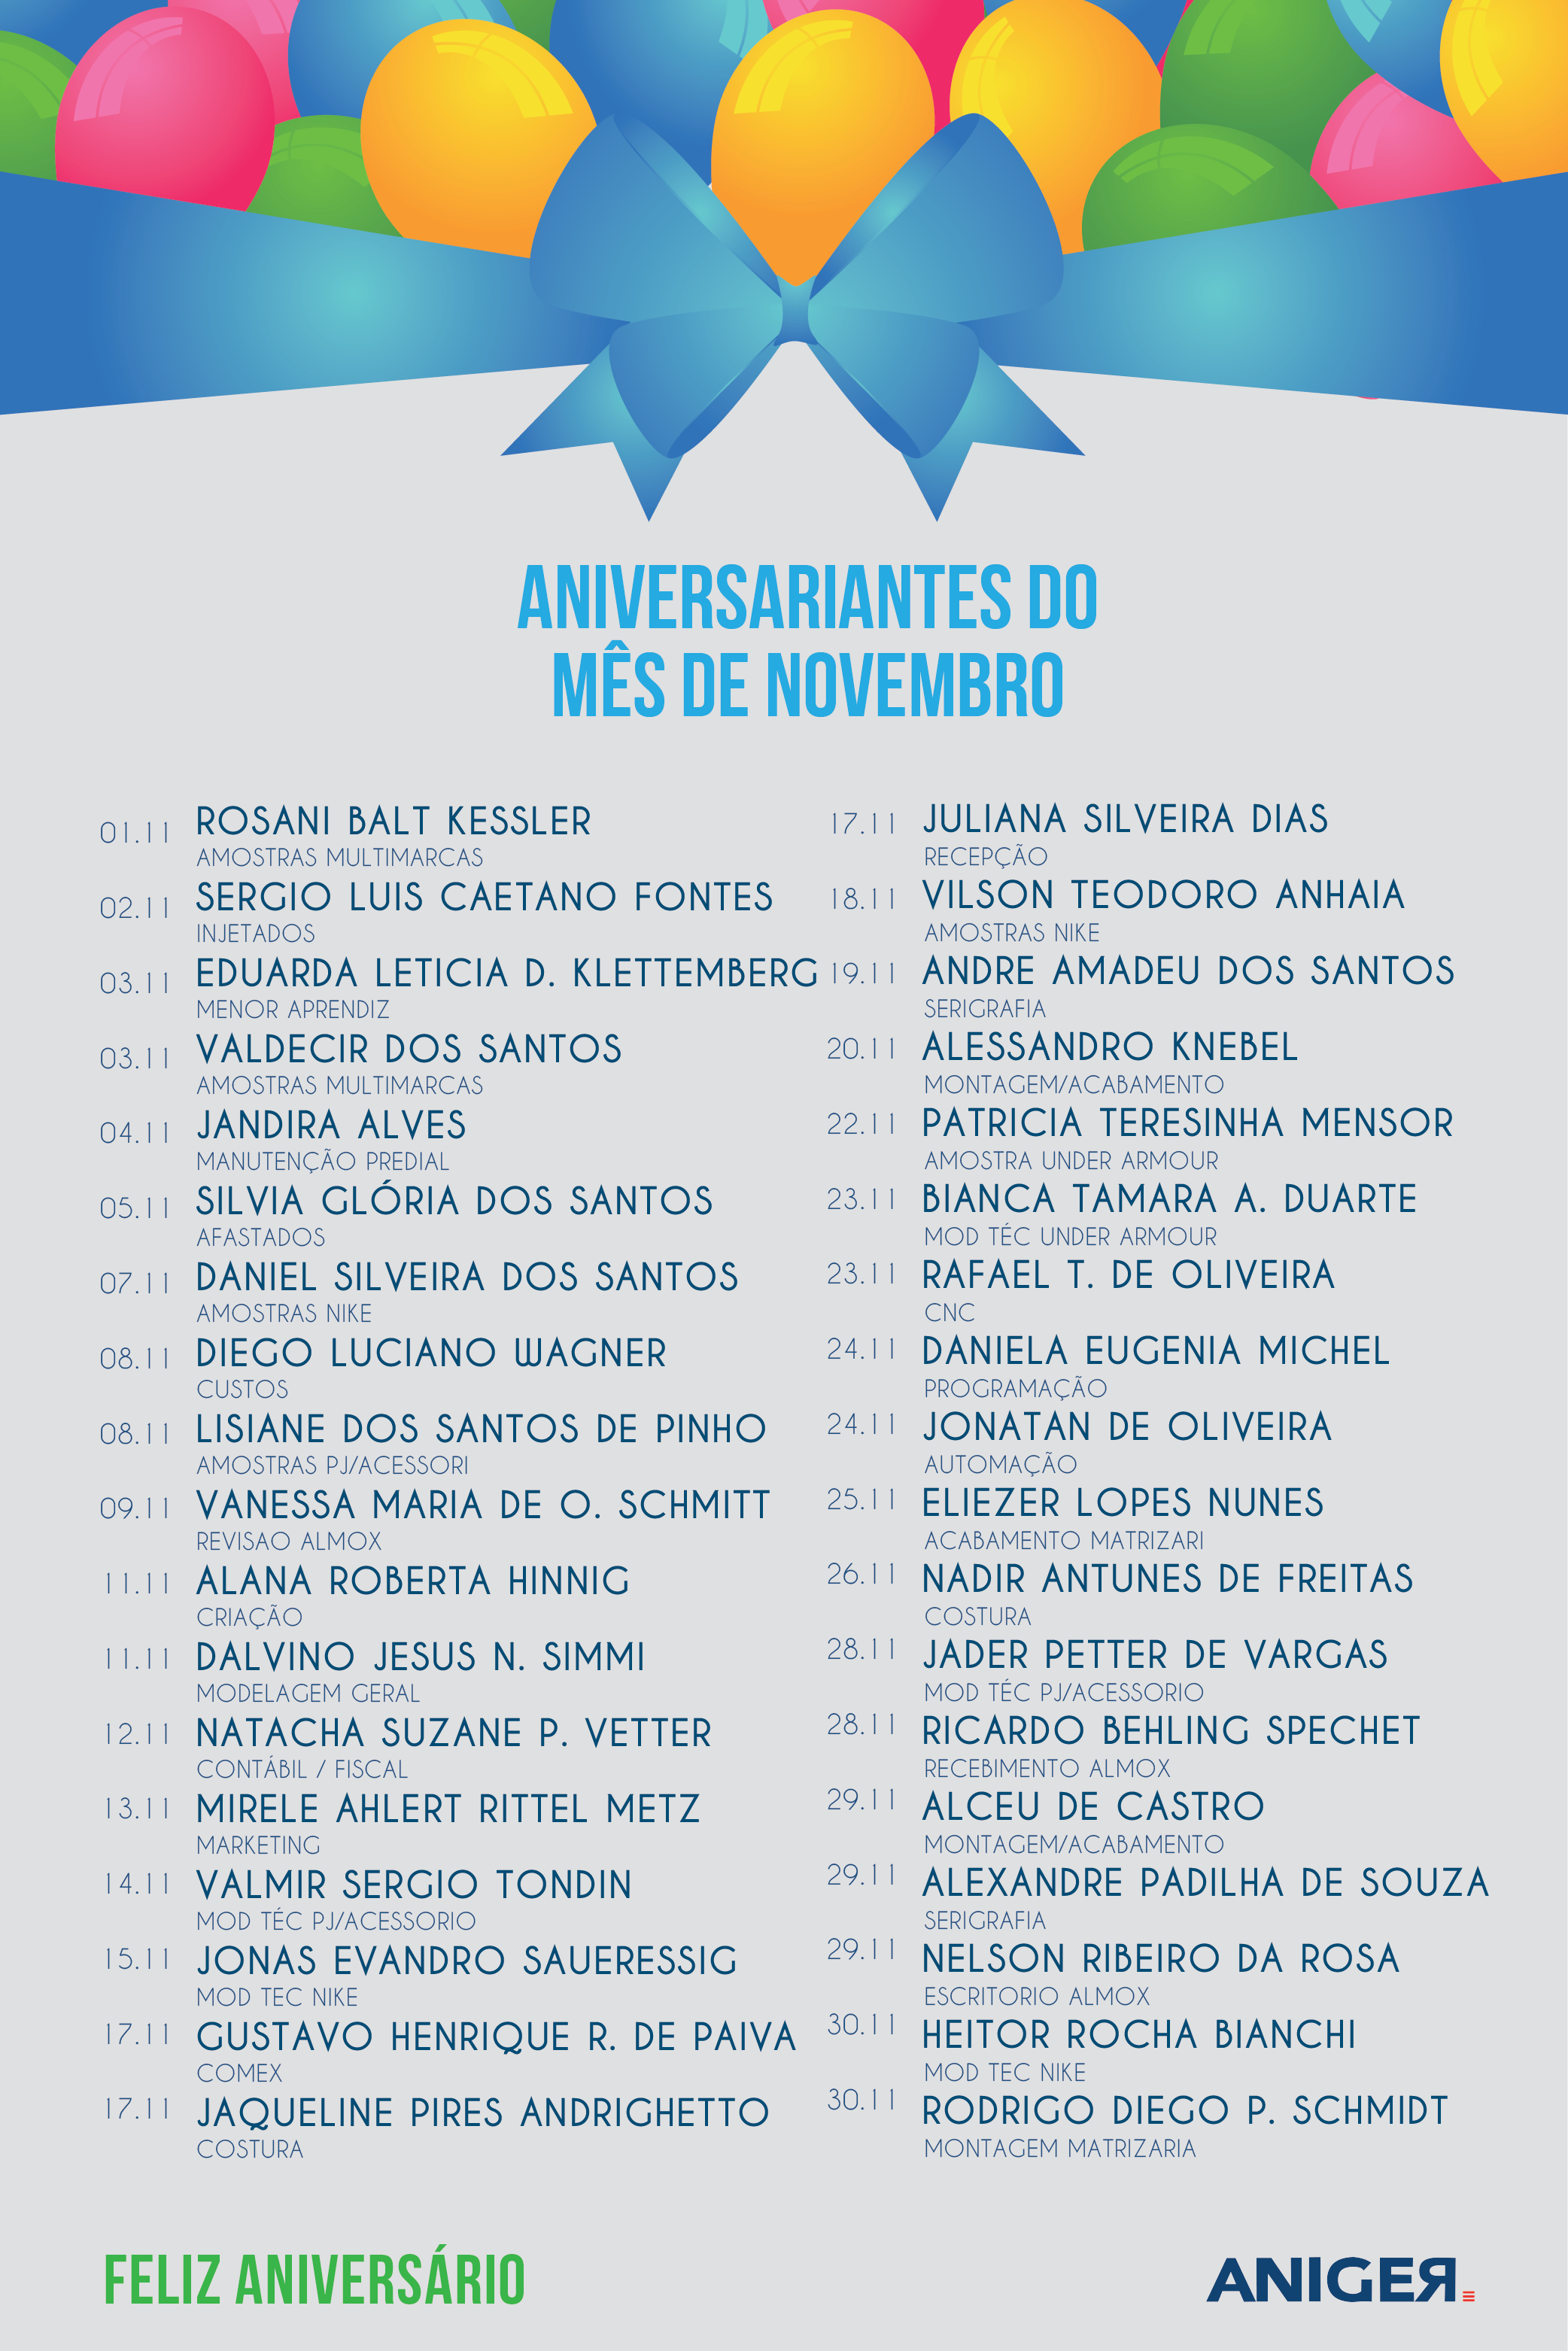 ANIVERSARIANTES DO
MÊS DE NOVEMBRO
01.11 ROSANI BALT KESSLER
AMOSTRAS MULTIMARCAS
02.11 SERGIO LUIS CAETANO FONTES
INJETADOS
03.11 EDUARDA LETICIA D. KLETTEMBERG
MENOR APRENDIZ
03.11 VALDECIR DOS SANTOS
AMOSTRAS MULTIMARCAS
04.11 JANDIRA ALVES
MANUTENÇÃO PREDIAL
05.11 SILVIA GLÓRIA DOS SANTOS
AFASTADOS
07.11 DANIEL SILVEIRA DOS SANTOS
AMOSTRAS NIKE
08.11 DIEGO LUCIANO WAGNER
CUSTOS
08.11 LISIANE DOS SANTOS DE PINHO
AMOSTRAS PJ/ACESSORI
09.11 VANESSA MARIA DE O. SCHMITT
REVISAO ALMOX
11.11 ALANA ROBERTA HINNIG
CRIAÇÃO
11.11 DALVINO JESUS N. SIMMI
MODELAGEM GERAL
12.11 NATACHA SUZANE P. VETTER
CONTÁBIL / FISCAL
13.11 MIRELE AHLERT RITTEL METZ
MARKETING
14.11 VALMIR SERGIO TONDIN
MOD TÉC PJ/ACESSORIO
15.11 JONAS EVANDRO SAUERESSIG
MOD TEC NIKE
17.11 GUSTAVO HENRIQUE R. DE PAIVA
COMEX
17.11 JAQUELINE PIRES ANDRIGHETTO
COSTURA
17.11 JULIANA SILVEIRA DIAS
RECEPÇÃO
18.11 VILSON TEODORO ANHAIA
AMOSTRAS NIKE
19.11 ANDRE AMADEU DOS SANTOS
SERIGRAFIA
20.11 ALESSANDRO KNEBEL
MONTAGEM/ACABAMENTO
22.11 PATRICIA TERESINHA MENSOR
AMOSTRA UNDER ARMOUR
23.11 BIANCA TAMARA A. DUARTE
MOD TÉC UNDER ARMOUR
23.11 RAFAEL T. DE OLIVEIRA
CNC
24.11 DANIELA EUGENIA MICHEL
PROGRAMAÇÃO
24.11 JONATAN DE OLIVEIRA
AUTOMAÇÃO
25.11 ELIEZER LOPES NUNES
ACABAMENTO MATRIZARI
26.11 NADIR ANTUNES DE FREITAS
COSTURA
28.11 JADER PETTER DE VARGAS
MOD TÉC PJ/ACESSORIO
28.11 RICARDO BEHLING SPECHET
RECEBIMENTO ALMOX
29.11 ALCEU DE CASTRO
MONTAGEM/ACABAMENTO
29.11 ALEXANDRE PADILHA DE SOUZA
SERIGRAFIA
29.11 NELSON RIBEIRO DA ROSA
ESCRITORIO ALMOX
30.11 HEITOR ROCHA BIANCHI
MOD TEC NIKE
30.11 RODRIGO DIEGO P. SCHMIDT
MONTAGEM MATRIZARIA
FELIZ ANIVERSÁRIO
ANIGER